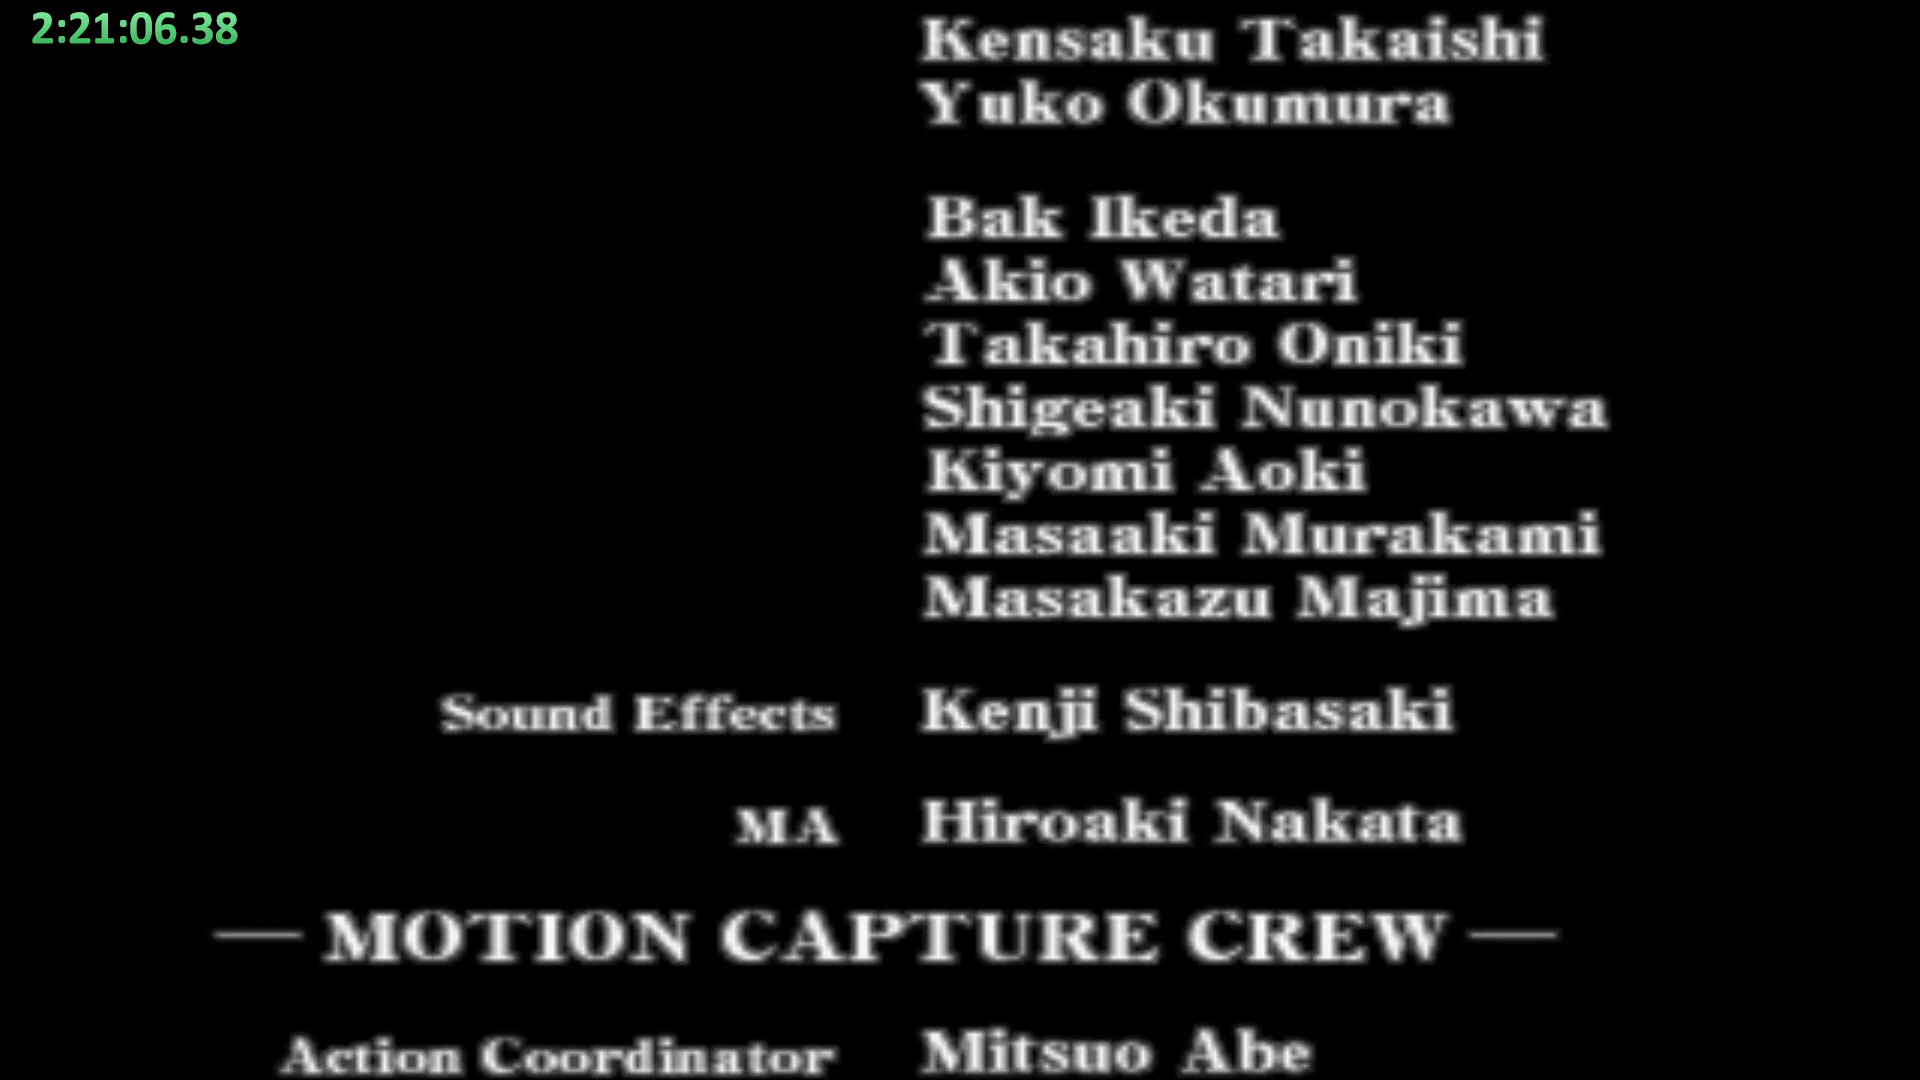 2:21:06.38
Kensaku Takaishi
Yuko Okumura
Bak Ikeda
Akio Watari
Takahiro Oniki
Shigeaki Nunokawa
Kiyomi Aoki
Masaaki Murakami
Masakazu Majima
Sound Effects Kenji Shibasaki
MA Hiroaki Nakata
— MOTION CAPTURE CREW —
Action Coordinator Mitsuo Abe